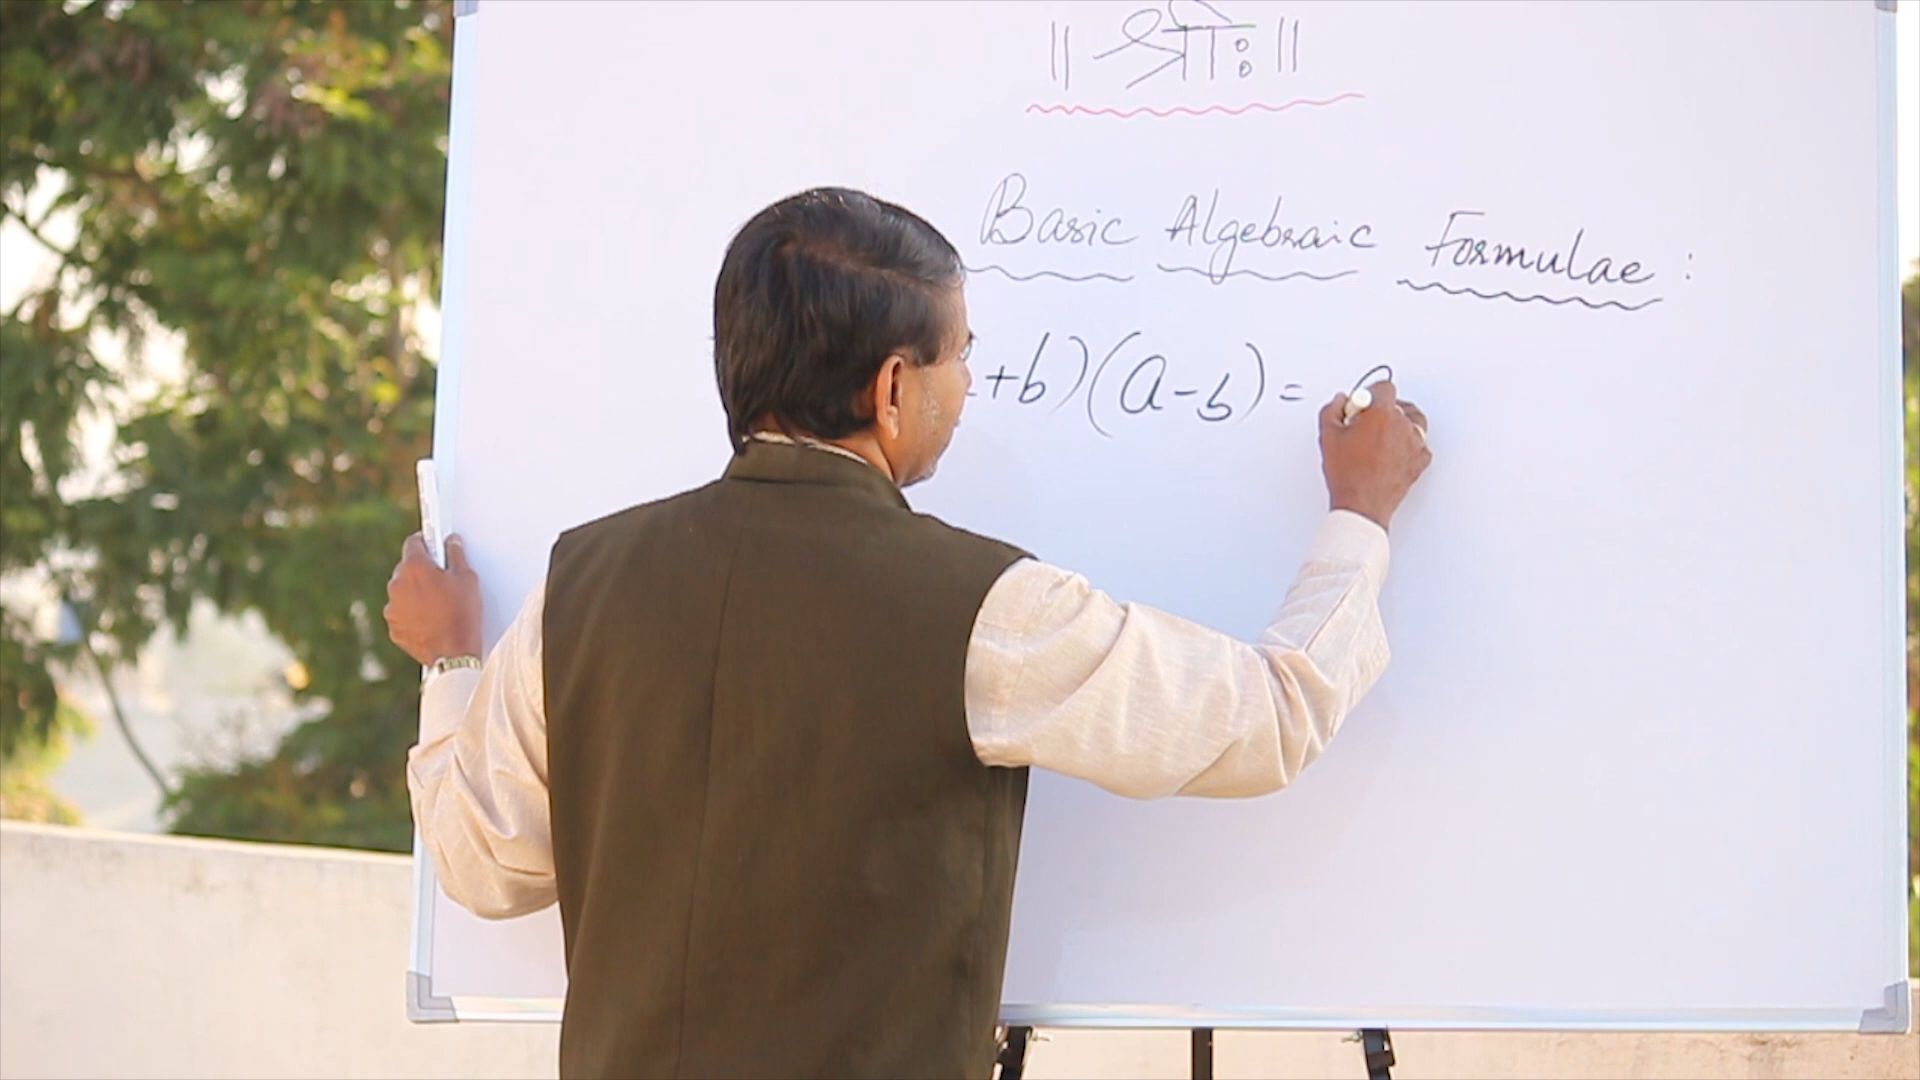 ॥ श्रीः ॥
Basic Algebraic Formulae :
+b)(a-b) = a